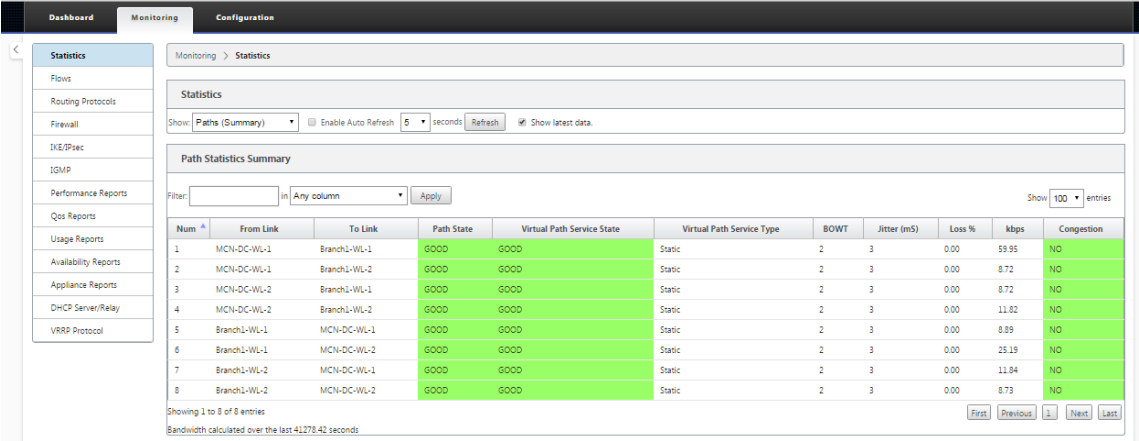 Dashboard Monitoring Configuration
Statistics
Flows
Routing Protocols
Firewall
IKE/IPsec
IGMP
Performance Reports
Qos Reports
Usage Reports
Availability Reports
Appliance Reports
DHCP Server/Relay
VRRP Protocol
Monitoring > Statistics
Statistics
Show: Paths (Summary) Enable Auto Refresh 5 seconds Refresh Show latest data.
Path Statistics Summary
Filter: in Any column Apply Show 100 entries
Num From Link To Link Path State Virtual Path Service State Virtual Path Service Type BOWT Jitter (mS) Loss % kbps Congestion
1 MCN-DC-WL-1 Branch1-WL-1 GOOD GOOD Static 2 3 0.00 59.95 NO
2 MCN-DC-WL-1 Branch1-WL-2 GOOD GOOD Static 2 3 0.00 8.72 NO
3 MCN-DC-WL-2 Branch1-WL-1 GOOD GOOD Static 2 3 0.00 8.72 NO
4 MCN-DC-WL-2 Branch1-WL-2 GOOD GOOD Static 2 3 0.00 11.82 NO
5 Branch1-WL-1 MCN-DC-WL-1 GOOD GOOD Static 2 3 0.00 8.89 NO
6 Branch1-WL-1 MCN-DC-WL-2 GOOD GOOD Static 2 3 0.00 25.19 NO
7 Branch1-WL-2 MCN-DC-WL-1 GOOD GOOD Static 2 3 0.00 11.84 NO
8 Branch1-WL-2 MCN-DC-WL-2 GOOD GOOD Static 2 3 0.00 8.73 NO
Showing 1 to 8 of 8 entries First Previous 1 Next Last
Bandwidth calculated over the last 41278.42 seconds